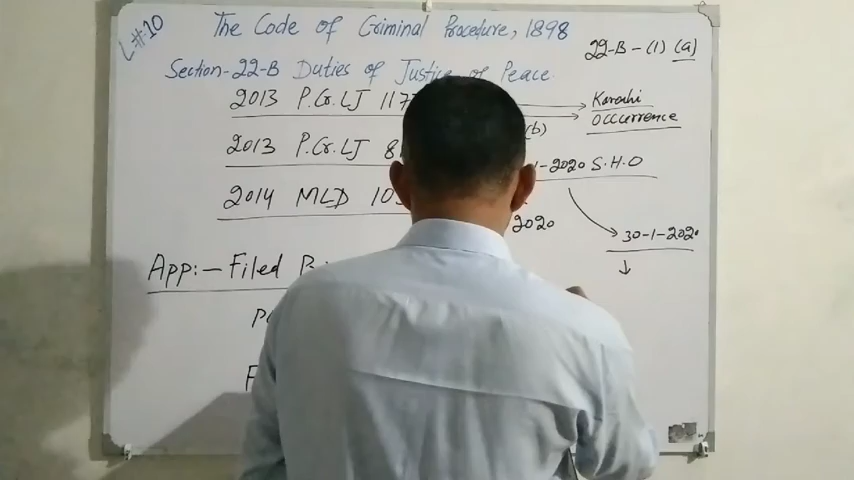 L#10
The Code of Criminal Procedure, 1898
22-B-(1)(a)
Section-22-B Duties of Justice of Peace
2013 P.Cr.LJ 117
Karachi
Occurrence
(b)
2013 P.Cr.LJ 8
1-2020 S.H.O
2014 MLD 10
2020
30-1-2020
App:- Filed